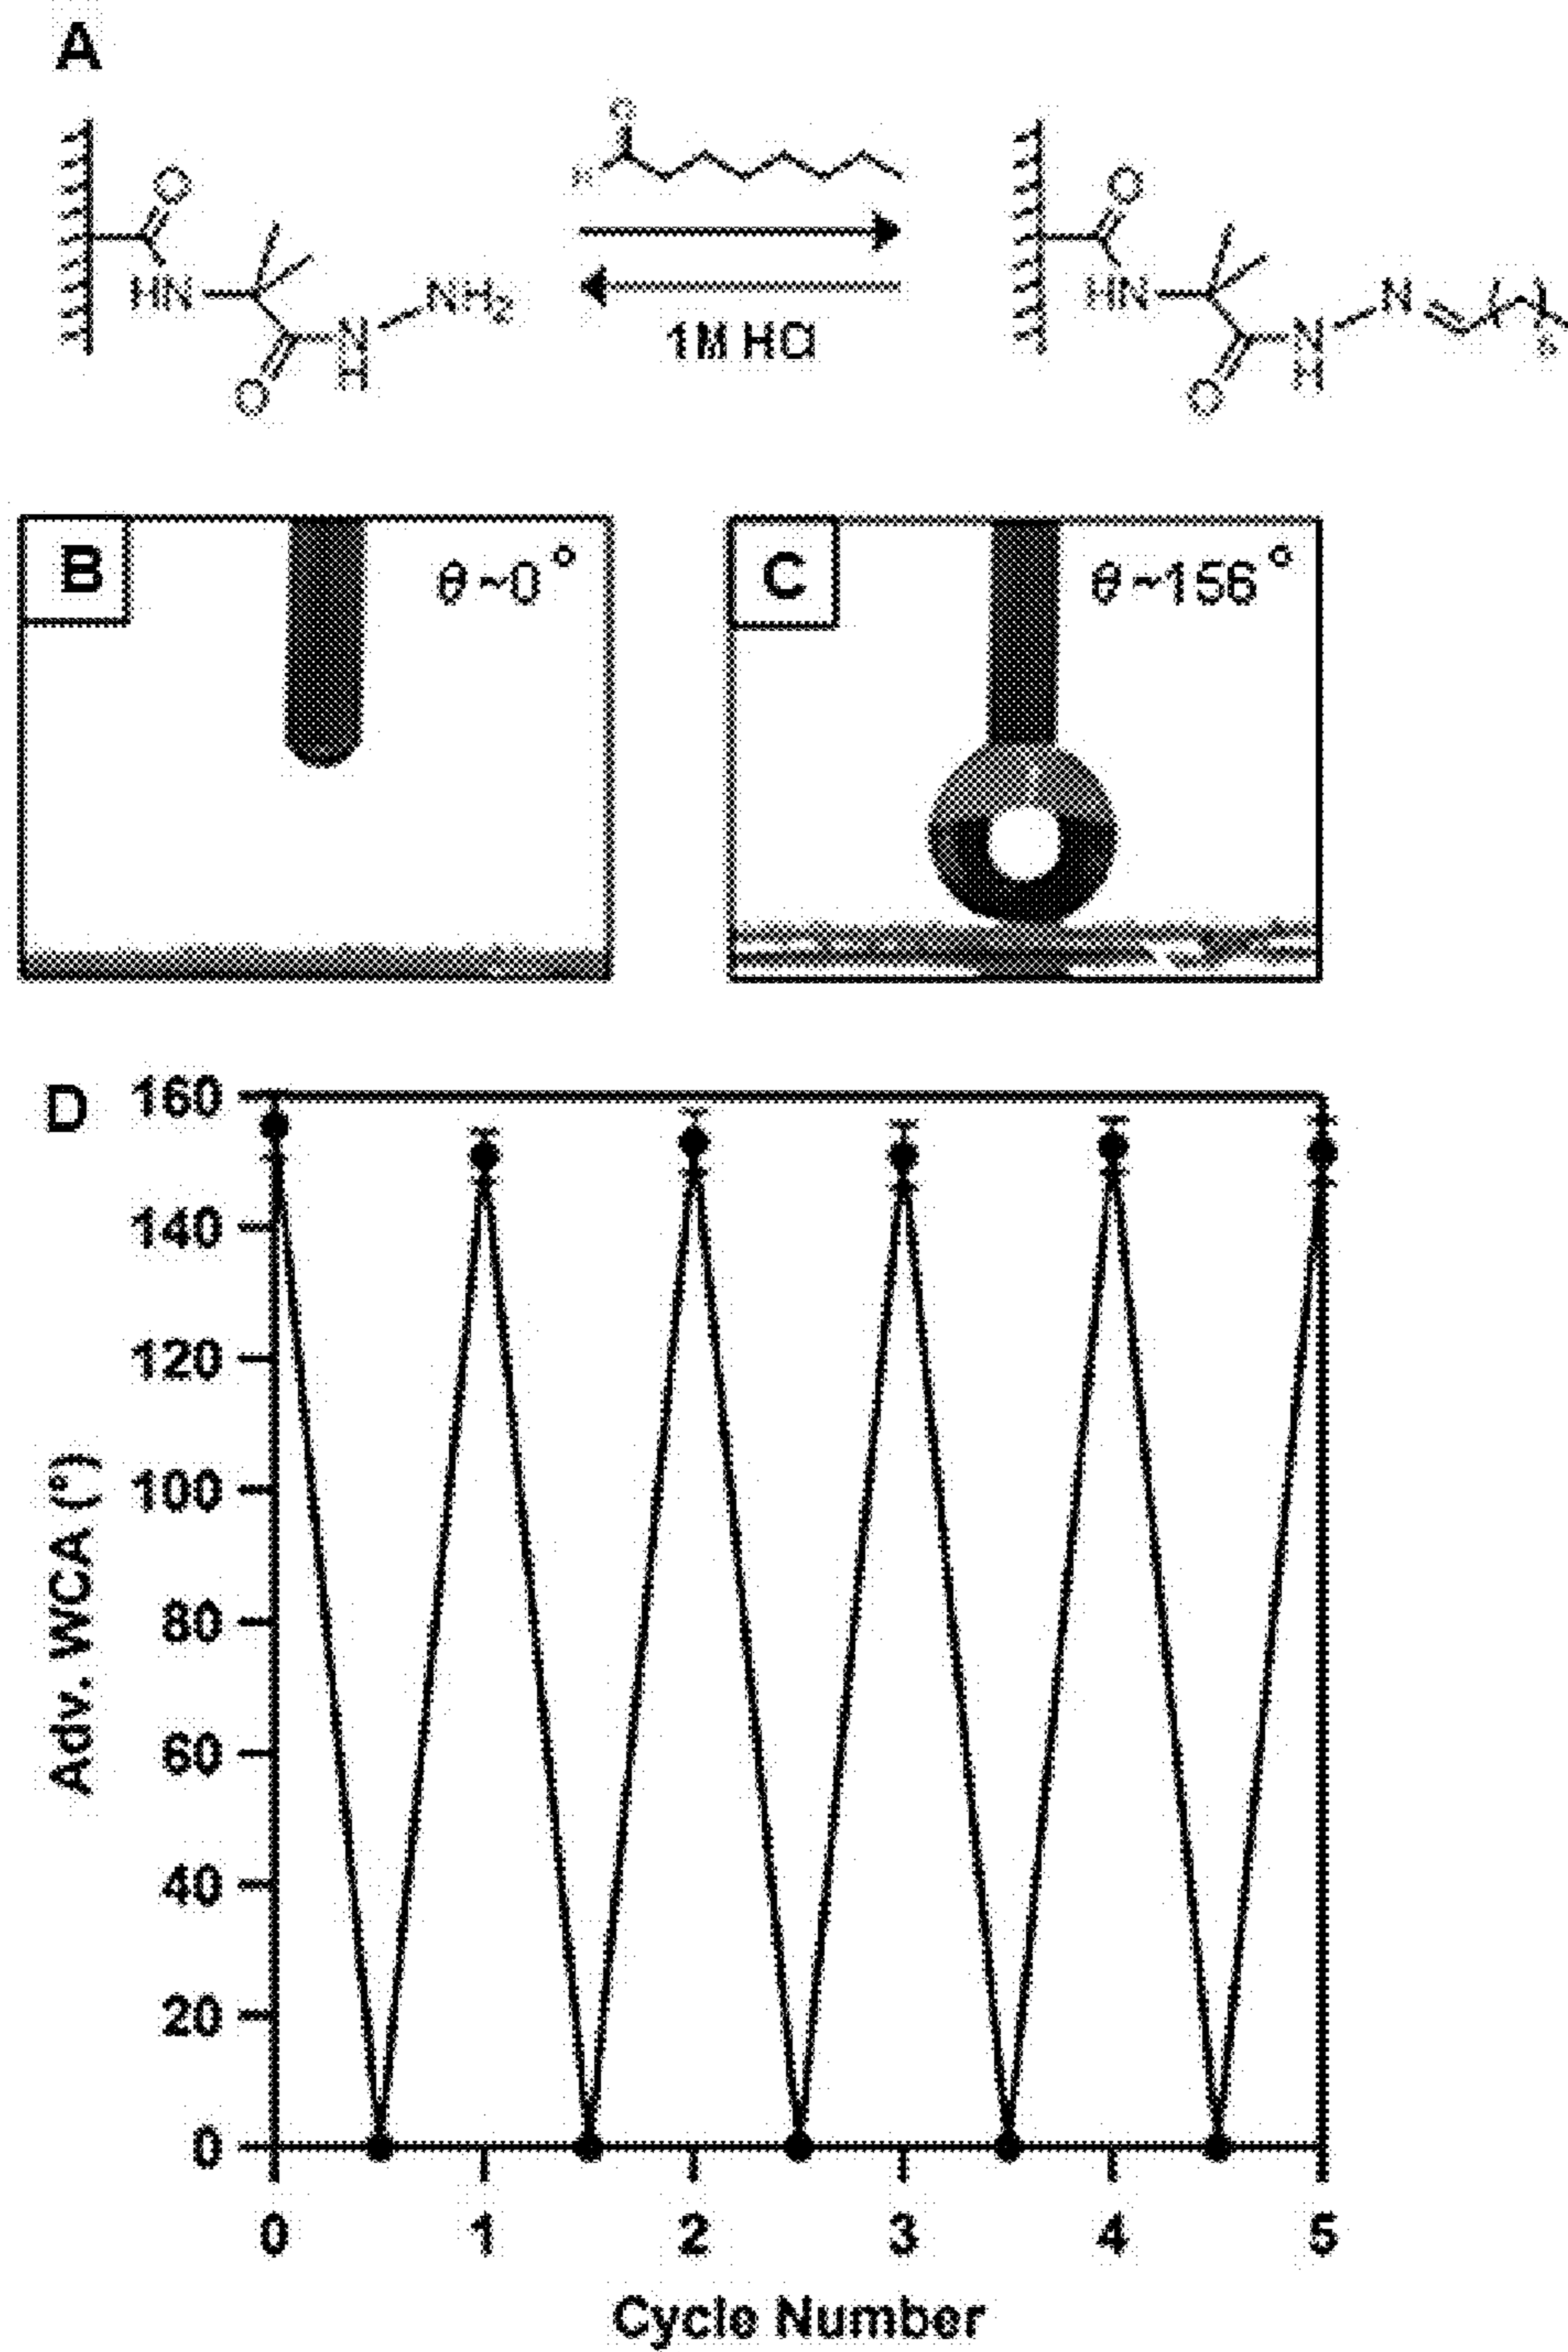 A
O
H
O
HN
NH₂
N
H
O
1M HCl
O
HN
N
N
H
O
6
B
θ ~0°
C
θ ~156°
D
160
140
120
100
80
60
40
20
0
Adv. WCA (°)
0 1 2 3 4 5
Cycle Number